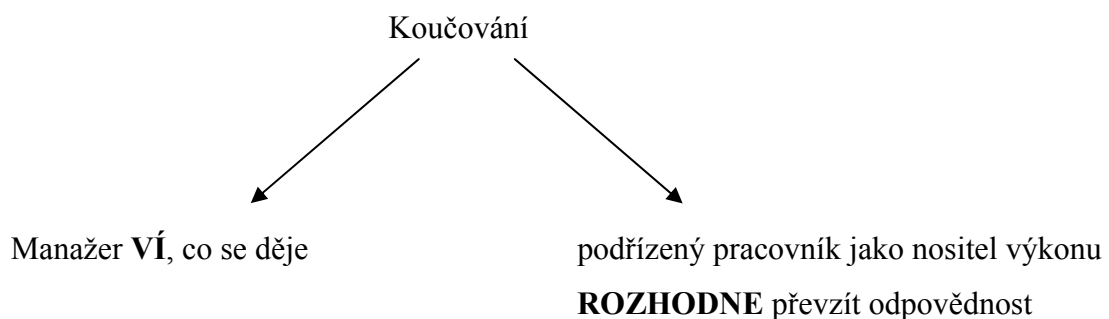 Koučování
Manažer VÍ, co se děje
podřízený pracovník jako nositel výkonu
ROZHODNE převzít odpovědnost